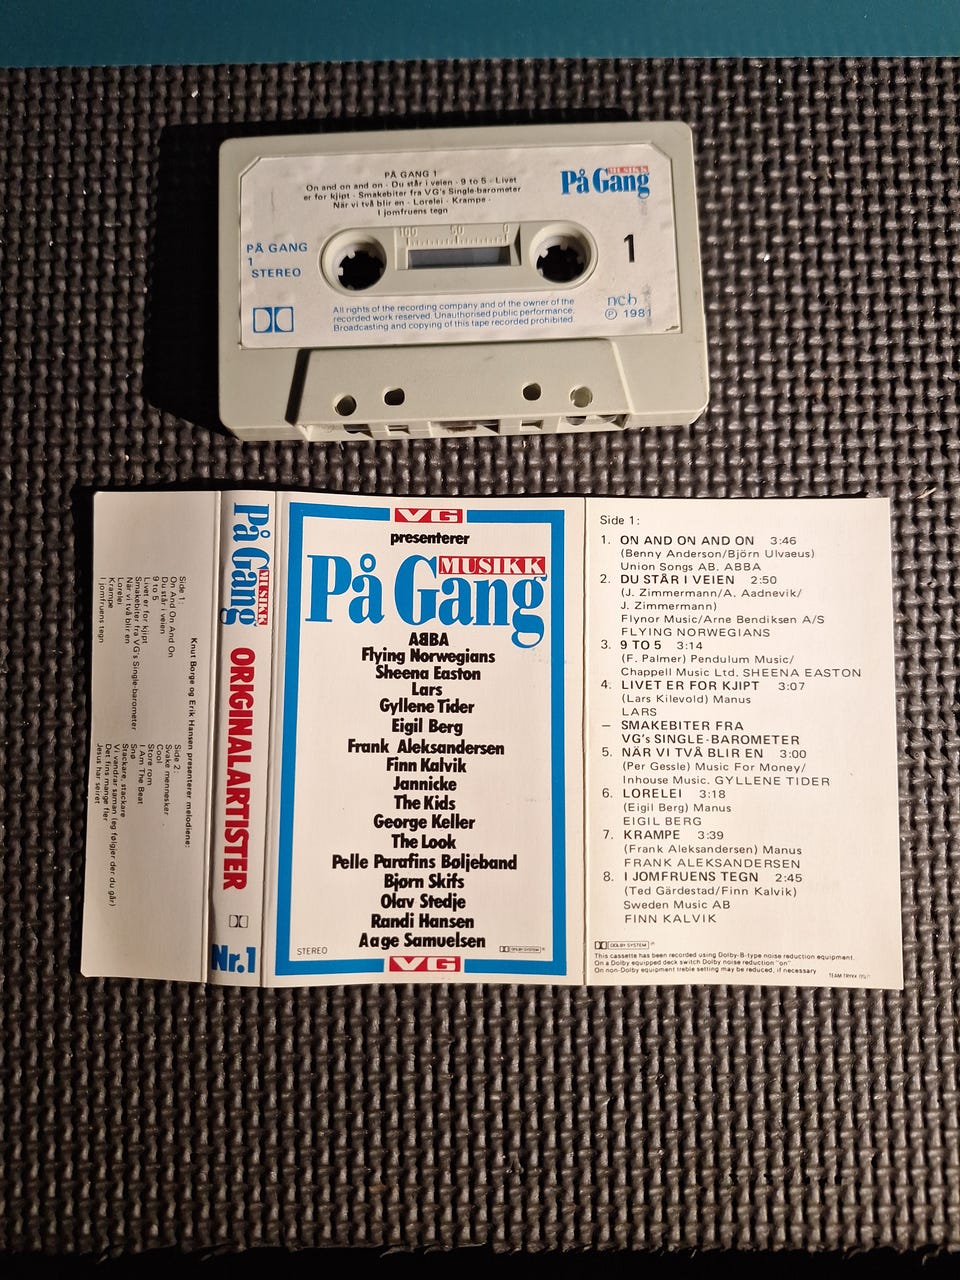 PÅ GANG 1
On and on and on · Du står i veien · 9 to 5 · Livet
er for kjipt · Smakebiter fra VG's Single-barometer
När vi två blir en · Lorelei · Krampe ·
I jomfruens tegn
MUSIKK
På Gang
PÅ GANG
1
STEREO
100 50 0
1
All rights of the recording company and of the owner of the
recorded work reserved. Unauthorised public performance.
Broadcasting and copying of this tape recorded prohibited.
ncb
℗ 1981
Knut Borge og Erik Hansen presenterer melodiene:
Side 1:
On And On And On
Du står i veien
9 to 5
Livet er for kjipt
Smakebiter fra VG's Single-barometer
När vi två blir en
Lorelei
Krampe
I jomfruens tegn
Side 2:
Svake mennesker
Cool
Store rom
I Am The Beat
Snø
Stackare, stackare
Vi vandrar saman (eg følgjer der du går)
Det fins mange fler
Jesus har seiret
På Gang
MUSIKK
ORIGINALARTISTER
Nr.1
VG
presenterer
MUSIKK
På Gang
ABBA
Flying Norwegians
Sheena Easton
Lars
Gyllene Tider
Eigil Berg
Frank Aleksandersen
Finn Kalvik
Jannicke
The Kids
George Keller
The Look
Pelle Parafins Bøljeband
Bjørn Skifs
Olav Stedje
Randi Hansen
Aage Samuelsen
STEREO
DOLBY SYSTEM ®
VG
Side 1:
1. ON AND ON AND ON 3:46
(Benny Anderson/Björn Ulvaeus)
Union Songs AB. ABBA
2. DU STÅR I VEIEN 2:50
(J. Zimmermann/A. Aadnevik/
J. Zimmermann)
Flynor Music/Arne Bendiksen A/S
FLYING NORWEGIANS
3. 9 TO 5 3:14
(F. Palmer) Pendulum Music/
Chappell Music Ltd. SHEENA EASTON
4. LIVET ER FOR KJIPT 3:07
(Lars Kilevold) Manus
LARS
– SMAKEBITER FRA
VG's SINGLE-BAROMETER
5. NÄR VI TVÅ BLIR EN 3:00
(Per Gessle) Music For Money/
Inhouse Music. GYLLENE TIDER
6. LORELEI 3:18
(Eigil Berg) Manus
EIGIL BERG
7. KRAMPE 3:39
(Frank Aleksandersen) Manus
FRANK ALEKSANDERSEN
8. I JOMFRUENS TEGN 2:45
(Ted Gärdestad/Finn Kalvik)
Sweden Music AB
FINN KALVIK
DOLBY SYSTEM ®
This cassette has been recorded using Dolby-B-type noise reduction equipment.
On a Dolby equipped deck switch Dolby noise reduction "on"
On non-Dolby equipment treble setting may be reduced, if necessary
TEAM TRYKK